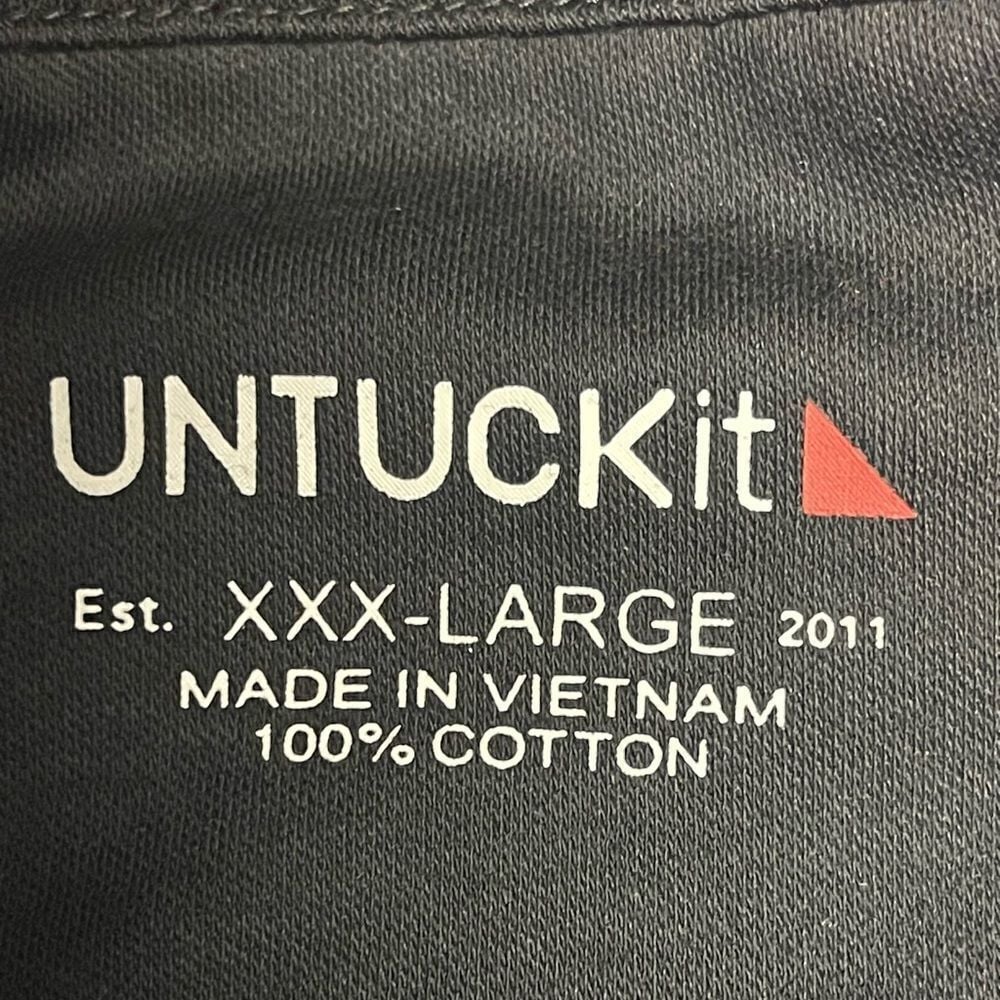 UNTUCKit
Est. XXX-LARGE 2011
MADE IN VIETNAM
100% COTTON